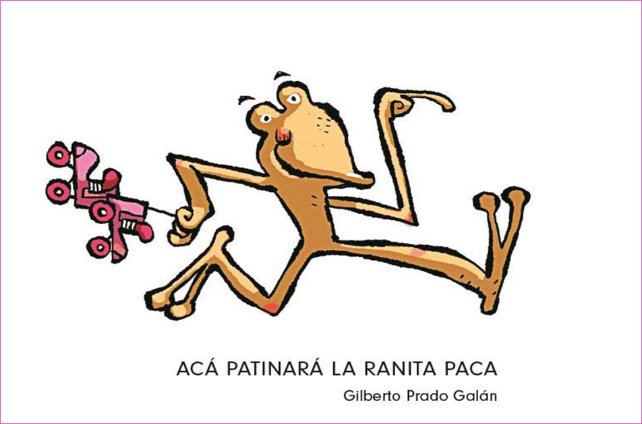 ACÁ PATINARÁ LA RANITA PACA
Gilberto Prado Galán